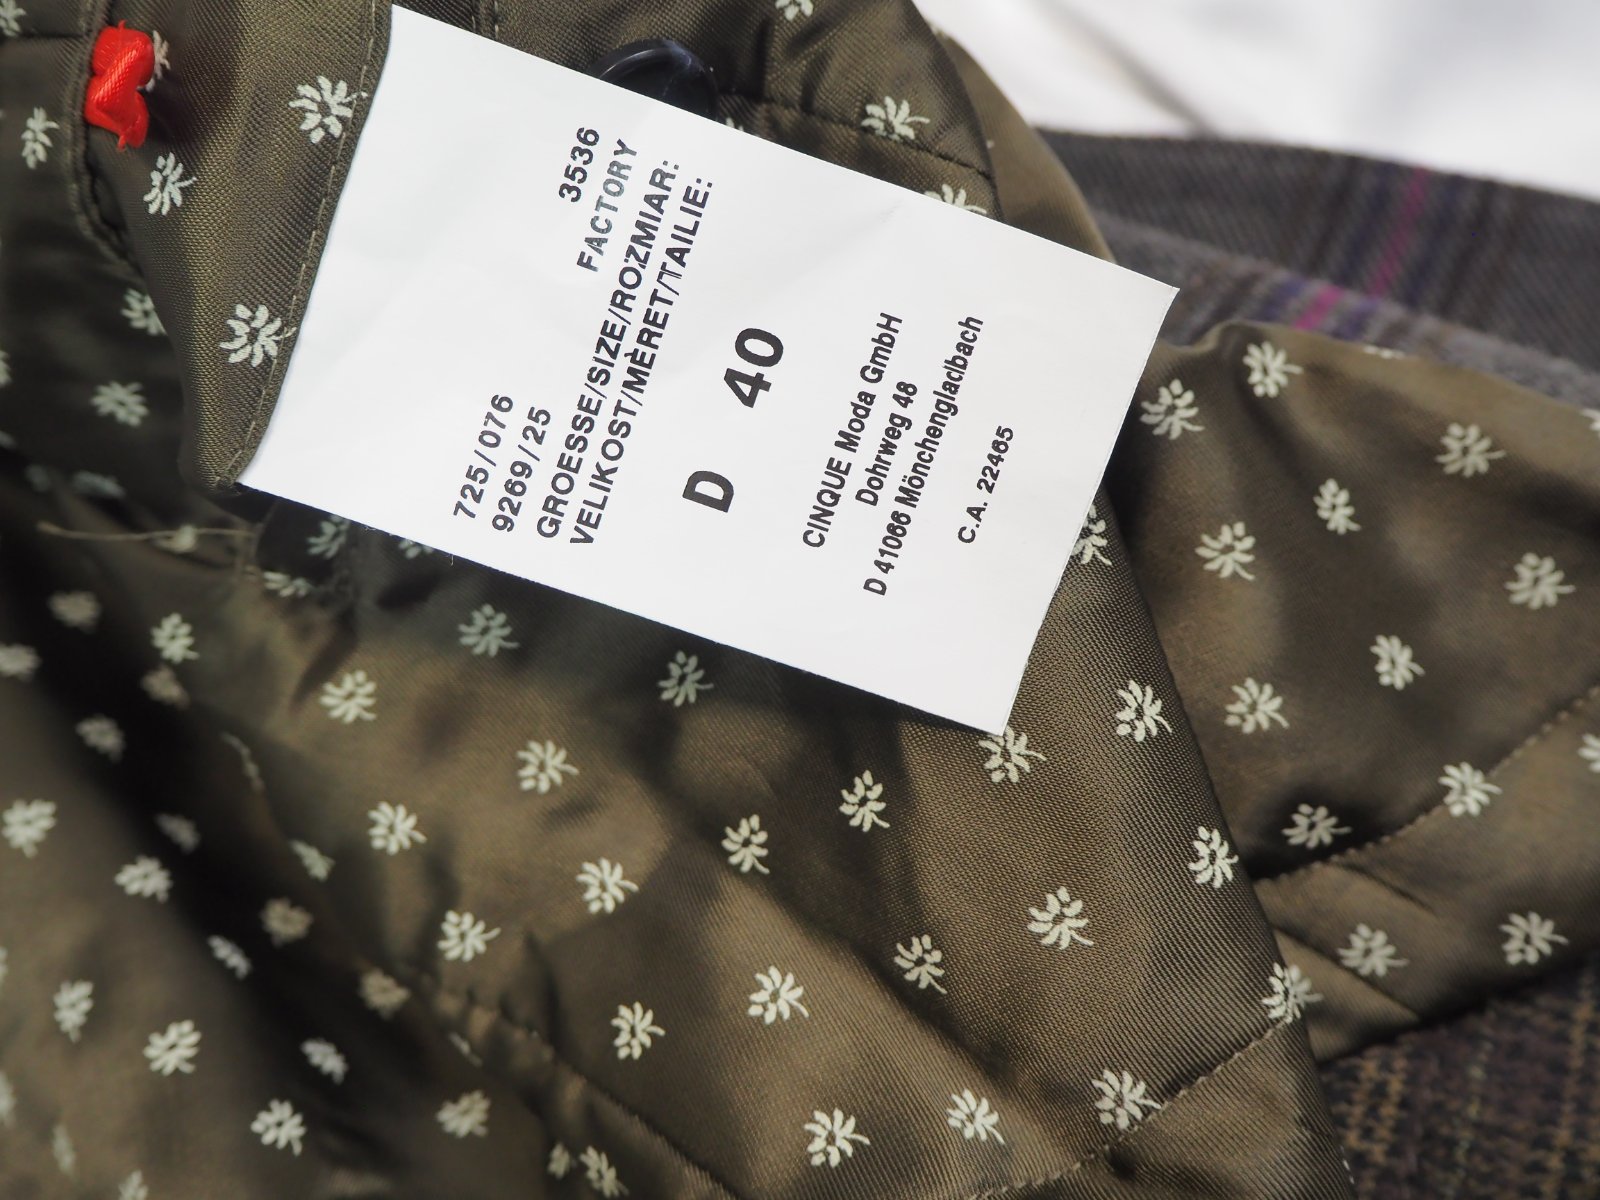 3536
FACTORY
725/076
9269/25
GROESSE/SIZE/ROZMIAR:
VELIKOST/MÈRET/TAILIE:
D 40
CINQUE Moda GmbH
Dohrweg 48
D 41066 Mönchengladbach
C.A. 22465